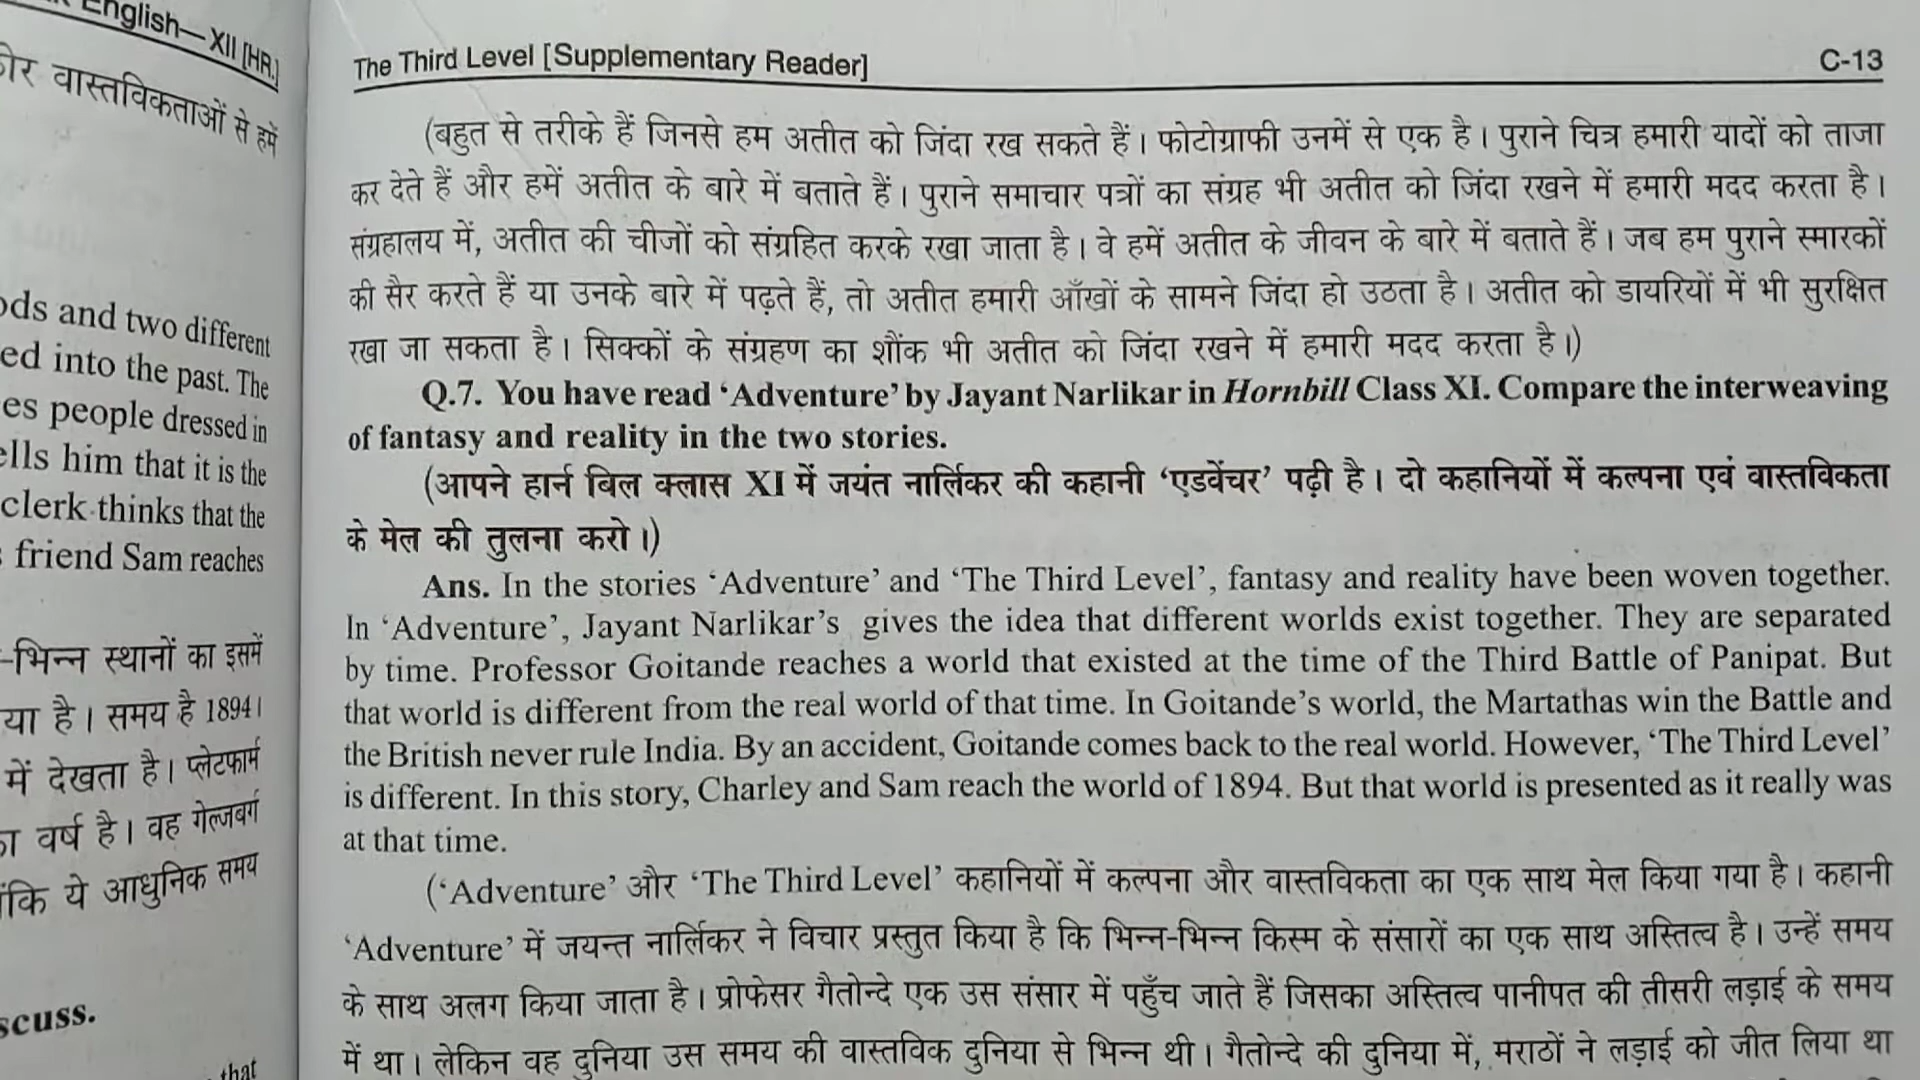 English—XII [HR.]
वास्तविकताओं से हमें
and two different
into the past. The
people dressed in
him that it is the
clerk thinks that the
friend Sam reaches
-भिन्न स्थानों का इसमें
है। समय है 1894।
में देखता है। प्लेटफार्म
वर्ष है। वह गेल्जबर्ग
ये आधुनिक समय
that
The Third Level [Supplementary Reader] C-13
(बहुत से तरीके हैं जिनसे हम अतीत को जिंदा रख सकते हैं। फोटोग्राफी उनमें से एक है। पुराने चित्र हमारी यादों को ताजा
कर देते हैं और हमें अतीत के बारे में बताते हैं। पुराने समाचार पत्रों का संग्रह भी अतीत को जिंदा रखने में हमारी मदद करता है।
संग्रहालय में, अतीत की चीजों को संग्रहित करके रखा जाता है। वे हमें अतीत के जीवन के बारे में बताते हैं। जब हम पुराने स्मारकों
की सैर करते हैं या उनके बारे में पढ़ते हैं, तो अतीत हमारी आँखों के सामने जिंदा हो उठता है। अतीत को डायरियों में भी सुरक्षित
रखा जा सकता है। सिक्कों के संग्रहण का शौंक भी अतीत को जिंदा रखने में हमारी मदद करता है।)
Q.7. You have read ‘Adventure’ by Jayant Narlikar in Hornbill Class XI. Compare the interweaving
of fantasy and reality in the two stories.
(आपने हार्न बिल क्लास XI में जयंत नार्लिकर की कहानी ‘एडवेंचर’ पढ़ी है। दो कहानियों में कल्पना एवं वास्तविकता
के मेल की तुलना करो।)
Ans. In the stories ‘Adventure’ and ‘The Third Level’, fantasy and reality have been woven together.
In ‘Adventure’, Jayant Narlikar’s gives the idea that different worlds exist together. They are separated
by time. Professor Goitande reaches a world that existed at the time of the Third Battle of Panipat. But
that world is different from the real world of that time. In Goitande’s world, the Martathas win the Battle and
the British never rule India. By an accident, Goitande comes back to the real world. However, ‘The Third Level’
is different. In this story, Charley and Sam reach the world of 1894. But that world is presented as it really was
at that time.
(‘Adventure’ और ‘The Third Level’ कहानियों में कल्पना और वास्तविकता का एक साथ मेल किया गया है। कहानी
‘Adventure’ में जयन्त नार्लिकर ने विचार प्रस्तुत किया है कि भिन्न-भिन्न किस्म के संसारों का एक साथ अस्तित्व है। उन्हें समय
के साथ अलग किया जाता है। प्रोफेसर गैतोन्दे एक उस संसार में पहुँच जाते हैं जिसका अस्तित्व पानीपत की तीसरी लड़ाई के समय
में था। लेकिन वह दुनिया उस समय की वास्तविक दुनिया से भिन्न थी। गैतोन्दे की दुनिया में, मराठों ने लड़ाई को जीत लिया था